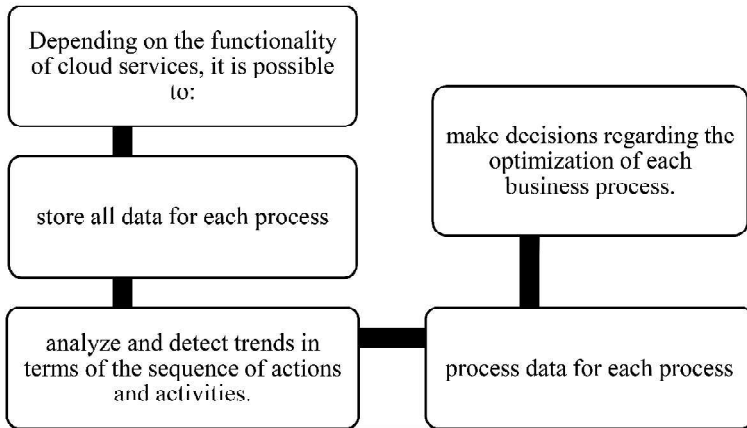 Depending on the functionality
of cloud services, it is possible
to:
store all data for each process
analyze and detect trends in
terms of the sequence of actions
and activities.
process data for each process
make decisions regarding the
optimization of each
business process.